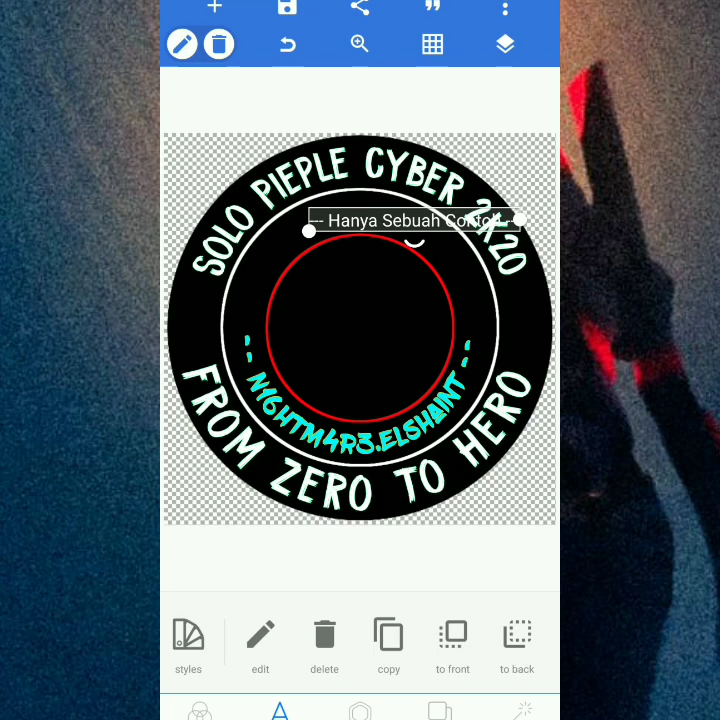 SOLO PIEPLE CYBER 2K20
-- Hanya Sebuah Contoh --
-- N16HTM4R3.ELSHAINT --
FROM ZERO TO HERO
styles
edit
delete
copy
to front
to back